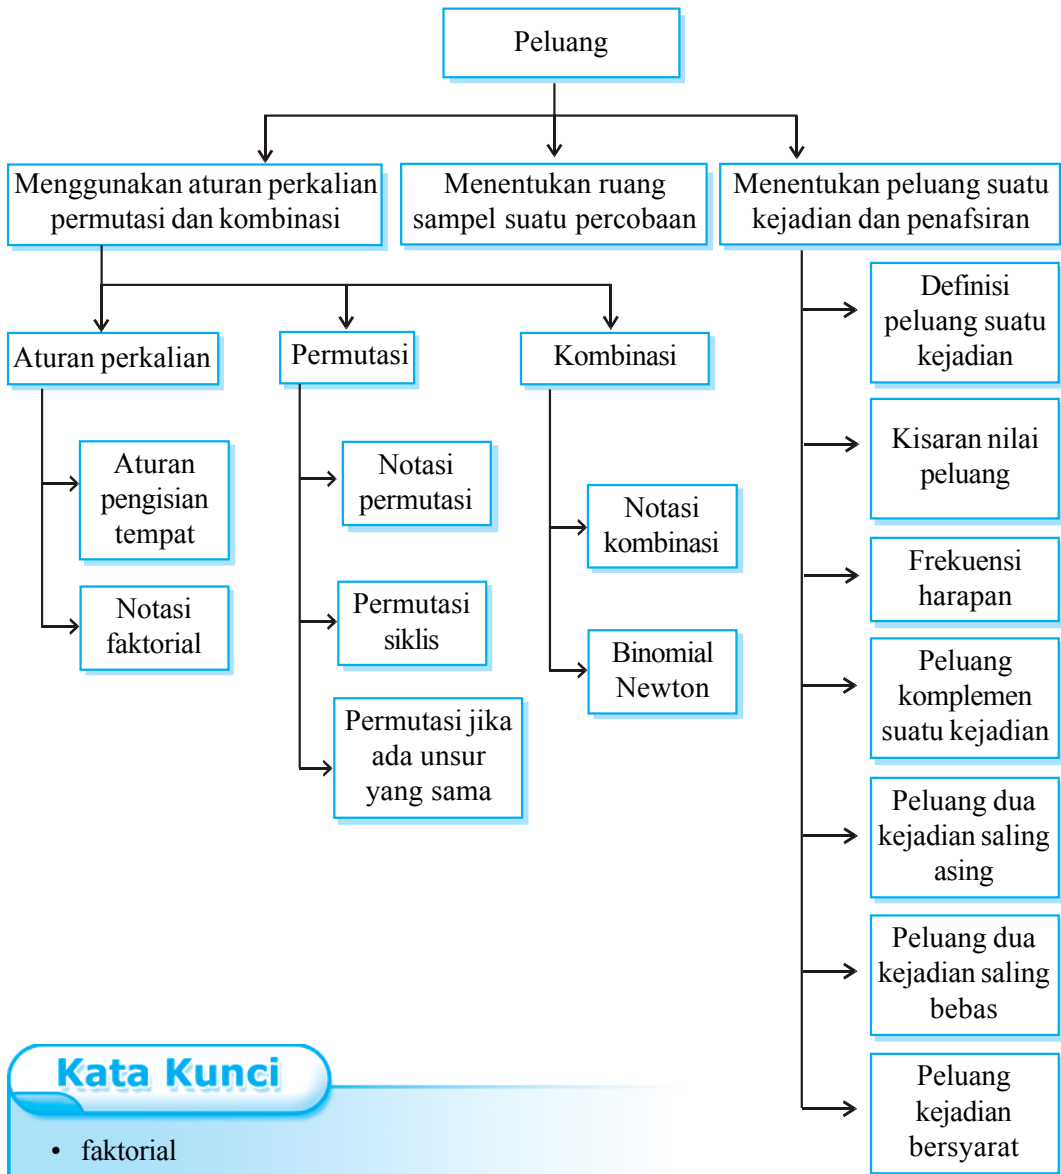 Peluang
Menggunakan aturan perkalian
permutasi dan kombinasi
Menentukan ruang
sampel suatu percobaan
Menentukan peluang suatu
kejadian dan penafsiran
Aturan perkalian
Aturan
pengisian
tempat
Notasi
faktorial
Permutasi
Notasi
permutasi
Permutasi
siklis
Permutasi jika
ada unsur
yang sama
Kombinasi
Notasi
kombinasi
Binomial
Newton
Definisi
peluang suatu
kejadian
Kisaran nilai
peluang
Frekuensi
harapan
Peluang
komplemen
suatu kejadian
Peluang dua
kejadian saling
asing
Peluang dua
kejadian saling
bebas
Peluang
kejadian
bersyarat
Kata Kunci
• faktorial